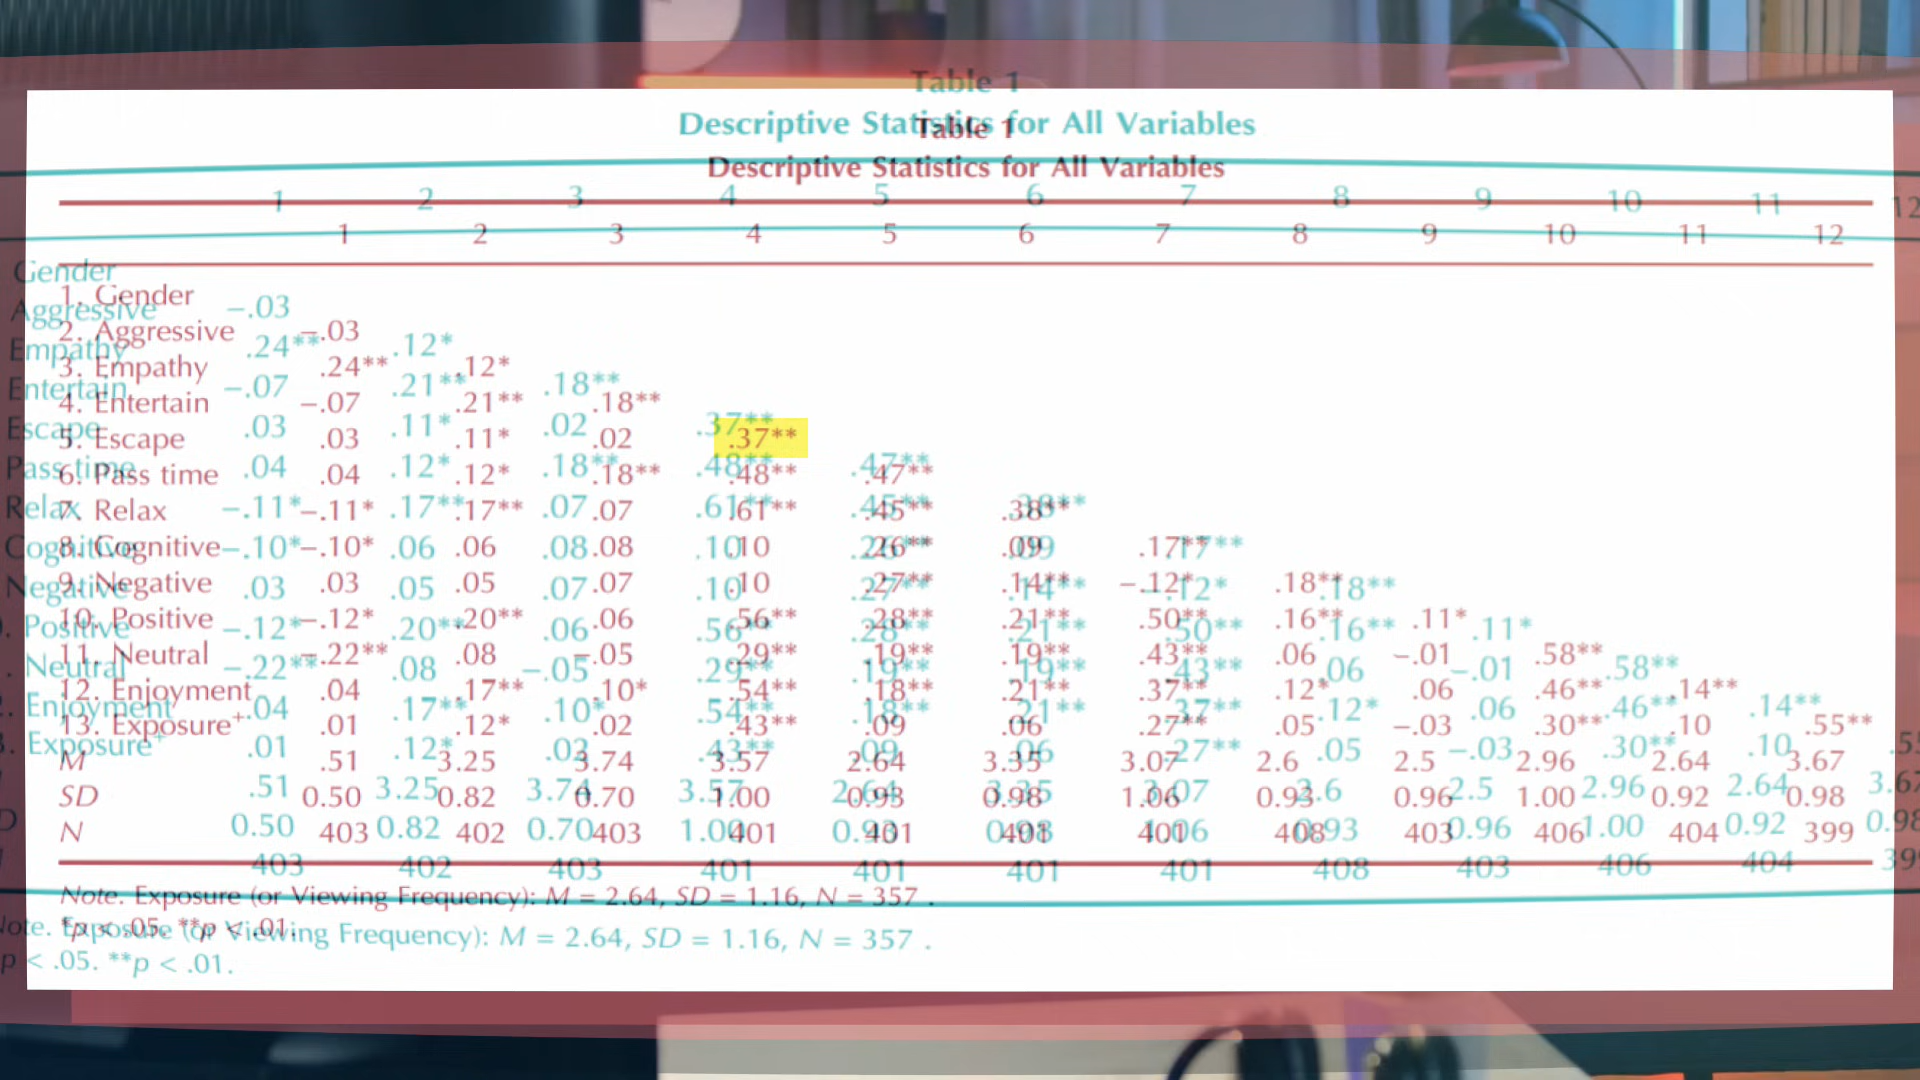 Table 1
Descriptive Statistics for All Variables
1 2 3 4 5 6 7 8 9 10 11 12
1. Gender
2. Aggressive −.03
3. Empathy .24** .12*
4. Entertain −.07 .21** .18**
5. Escape .03 .11* .02 .37**
6. Pass time .04 .12* .18** .48** .47**
7. Relax −.11* .17** .07 .61** .45** .38**
8. Cognitive −.10* .06 .08 .10 .26** .09 .17**
9. Negative .03 .05 .07 .10 .27** .14** −.12* .18**
10. Positive −.12* .20** .06 .56** .28** .21** .50** .16** .11*
11. Neutral −.22** .08 −.05 .29** .19** .19** .43** .06 −.01 .58**
12. Enjoyment .04 .17** .10* .54** .18** .21** .37** .12* .06 .46** .14**
13. Exposure⁺ .01 .12* .02 .43** .09 .06 .27** .05 −.03 .30** .10 .55**
M .51 3.25 3.74 3.57 2.64 3.35 3.07 2.6 2.5 2.96 2.64 3.67
SD 0.50 0.82 0.70 1.00 0.93 0.98 1.06 0.93 0.96 1.00 0.92 0.98
N 403 402 403 401 401 401 401 408 403 406 404 399
Note. Exposure (or Viewing Frequency): M = 2.64, SD = 1.16, N = 357 .
*p < .05. **p < .01.